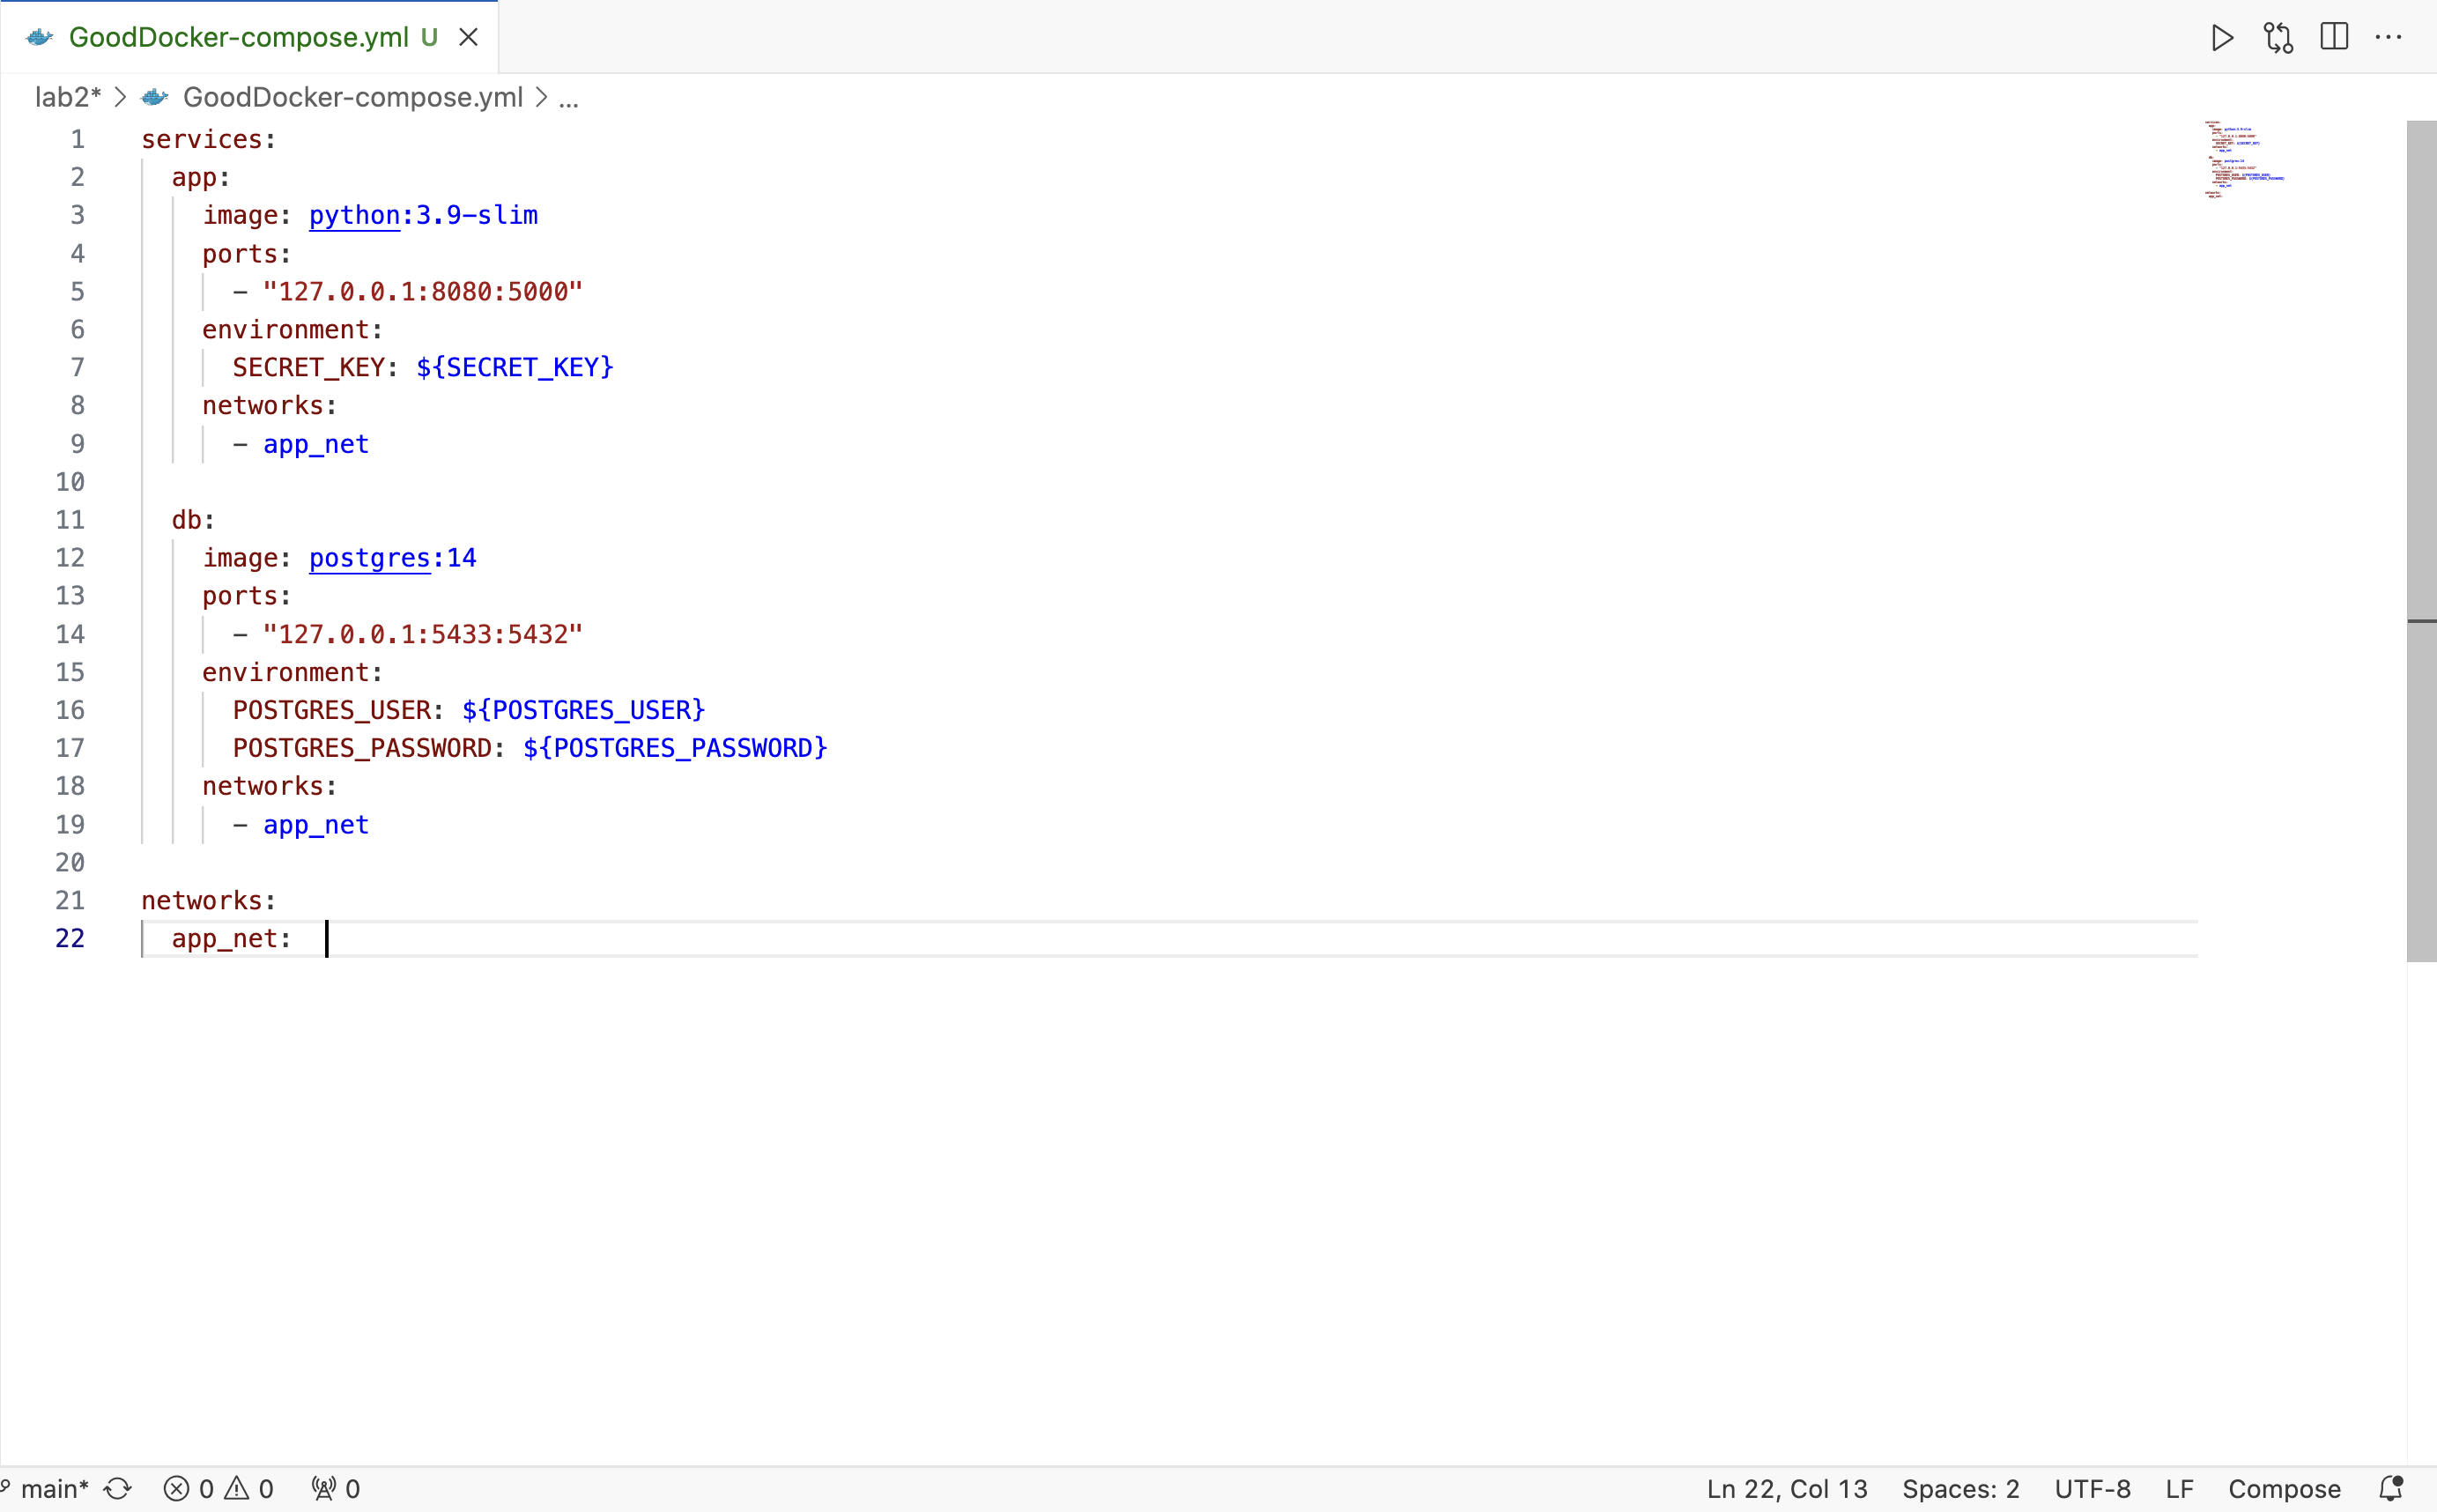 GoodDocker-compose.yml U
lab2* > GoodDocker-compose.yml > ...
1 services:
2   app:
3     image: python:3.9-slim
4     ports:
5       - "127.0.0.1:8080:5000"
6     environment:
7       SECRET_KEY: ${SECRET_KEY}
8     networks:
9       - app_net
10
11   db:
12     image: postgres:14
13     ports:
14       - "127.0.0.1:5433:5432"
15     environment:
16       POSTGRES_USER: ${POSTGRES_USER}
17       POSTGRES_PASSWORD: ${POSTGRES_PASSWORD}
18     networks:
19       - app_net
20
21 networks:
22   app_net:
main* 0 0 0 Ln 22, Col 13 Spaces: 2 UTF-8 LF Compose